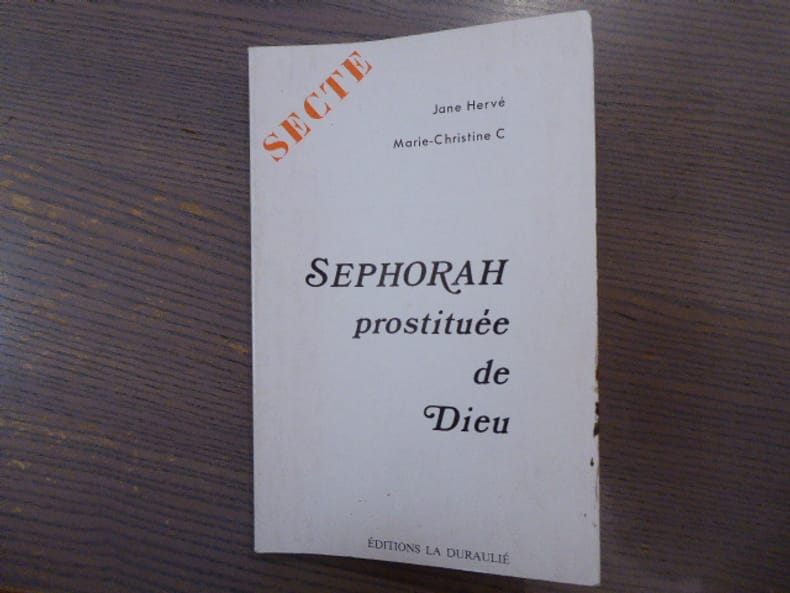 SECTE
Jane Hervé
Marie-Christine C
SEPHORAH
prostituée
de
Dieu
ÉDITIONS LA DURAULIÉ